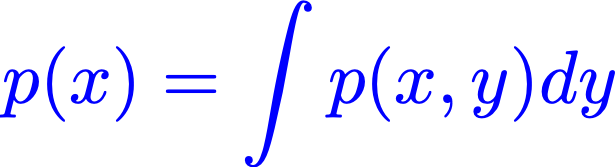 p(x) = ∫ p(x, y)dy